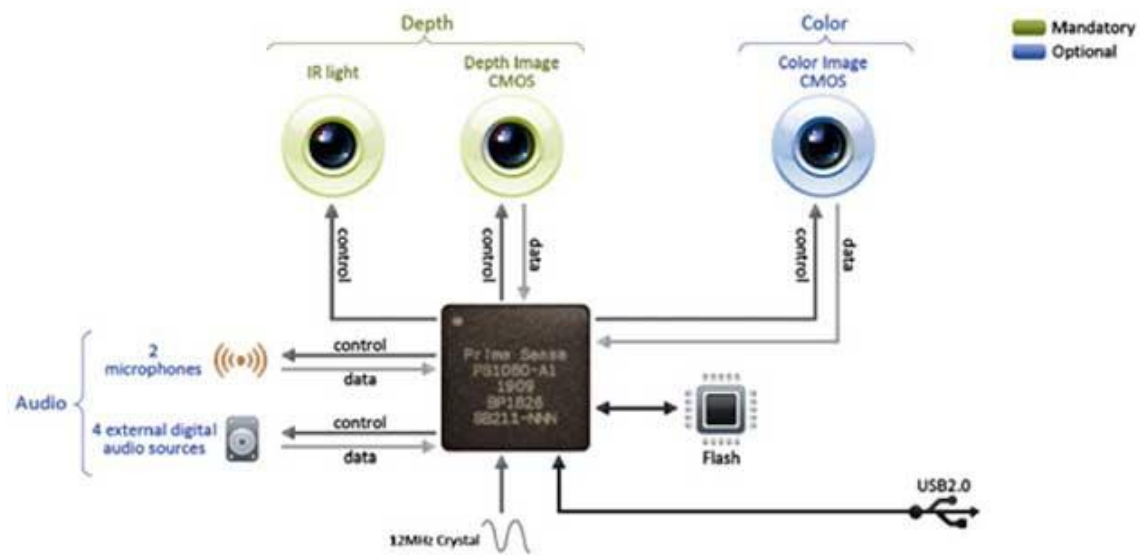 Depth
Color
Mandatory
Optional
IR light
Depth Image
CMOS
Color Image
CMOS
control
control
data
control
data
Audio
2
microphones
control
data
4 external digital
audio sources
control
data
Prime Sense
PS1080-A1
1909
BP1826
SB211-NNN
Flash
USB2.0
12MHz Crystal